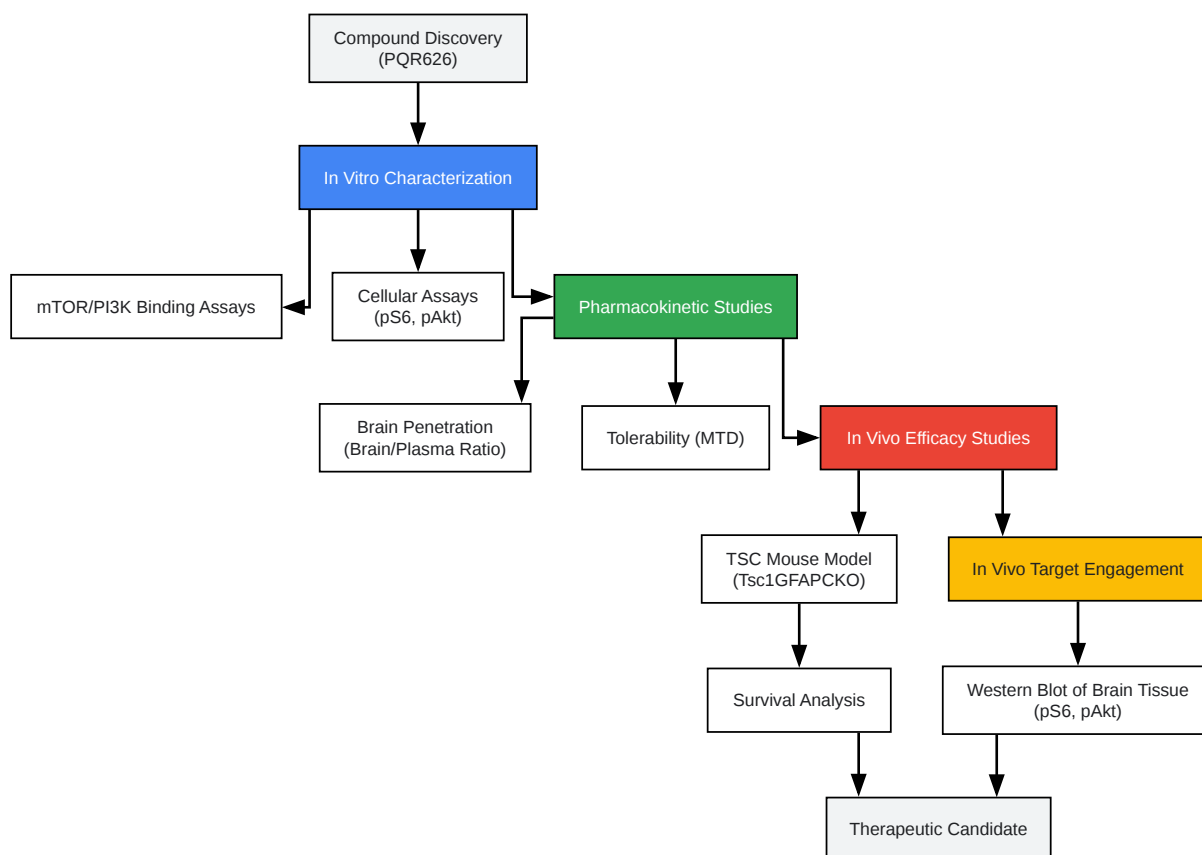 Compound Discovery
(PQR626)
In Vitro Characterization
mTOR/PI3K Binding Assays
Cellular Assays
(pS6, pAkt)
Pharmacokinetic Studies
Brain Penetration
(Brain/Plasma Ratio)
Tolerability (MTD)
In Vivo Efficacy Studies
TSC Mouse Model
(Tsc1GFAPCKO)
In Vivo Target Engagement
Survival Analysis
Western Blot of Brain Tissue
(pS6, pAkt)
Therapeutic Candidate